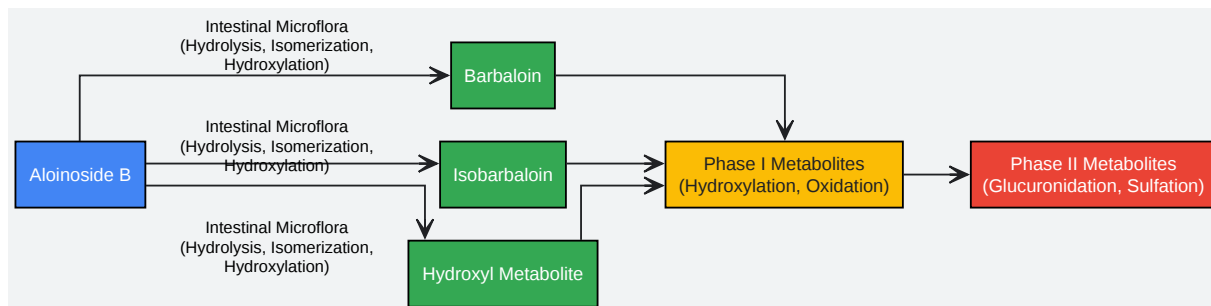 Intestinal Microflora
(Hydrolysis, Isomerization,
Hydroxylation)
Barbaloin
Intestinal Microflora
(Hydrolysis, Isomerization,
Hydroxylation)
Aloinoside B
Isobarbaloin
Phase I Metabolites
(Hydroxylation, Oxidation)
Phase II Metabolites
(Glucuronidation, Sulfation)
Intestinal Microflora
(Hydrolysis, Isomerization,
Hydroxylation)
Hydroxyl Metabolite